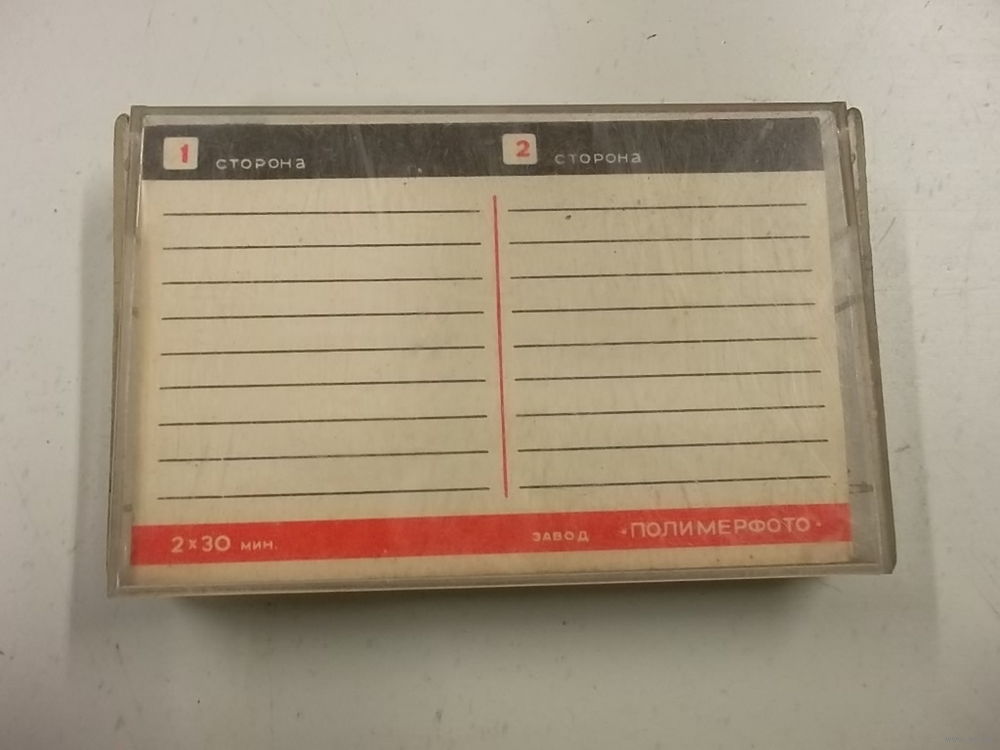 1 сторона 2 сторона
2×30 мин. завод «ПОЛИМЕРФОТО»